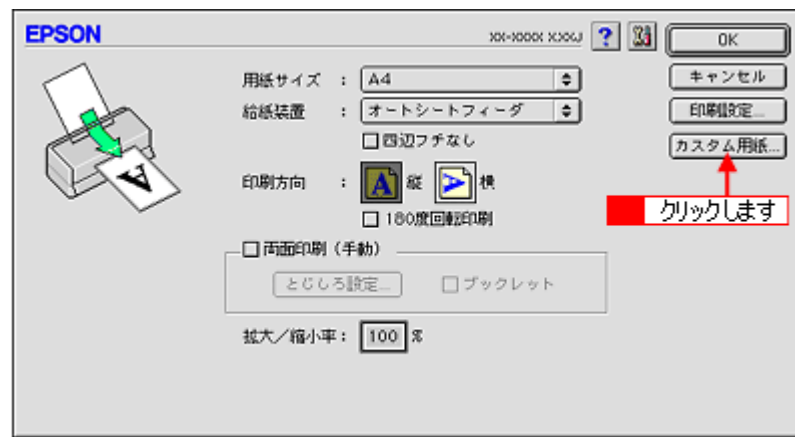 EPSON
XX-XXXX X.XXJ
OK
用紙サイズ : A4
キャンセル
給紙装置 : オートシートフィーダ
印刷設定...
四辺フチなし
カスタム用紙...
印刷方向 : 縦 横
クリックします
180度回転印刷
両面印刷 (手動)
とじしろ設定...
ブックレット
拡大/縮小率: 100 %